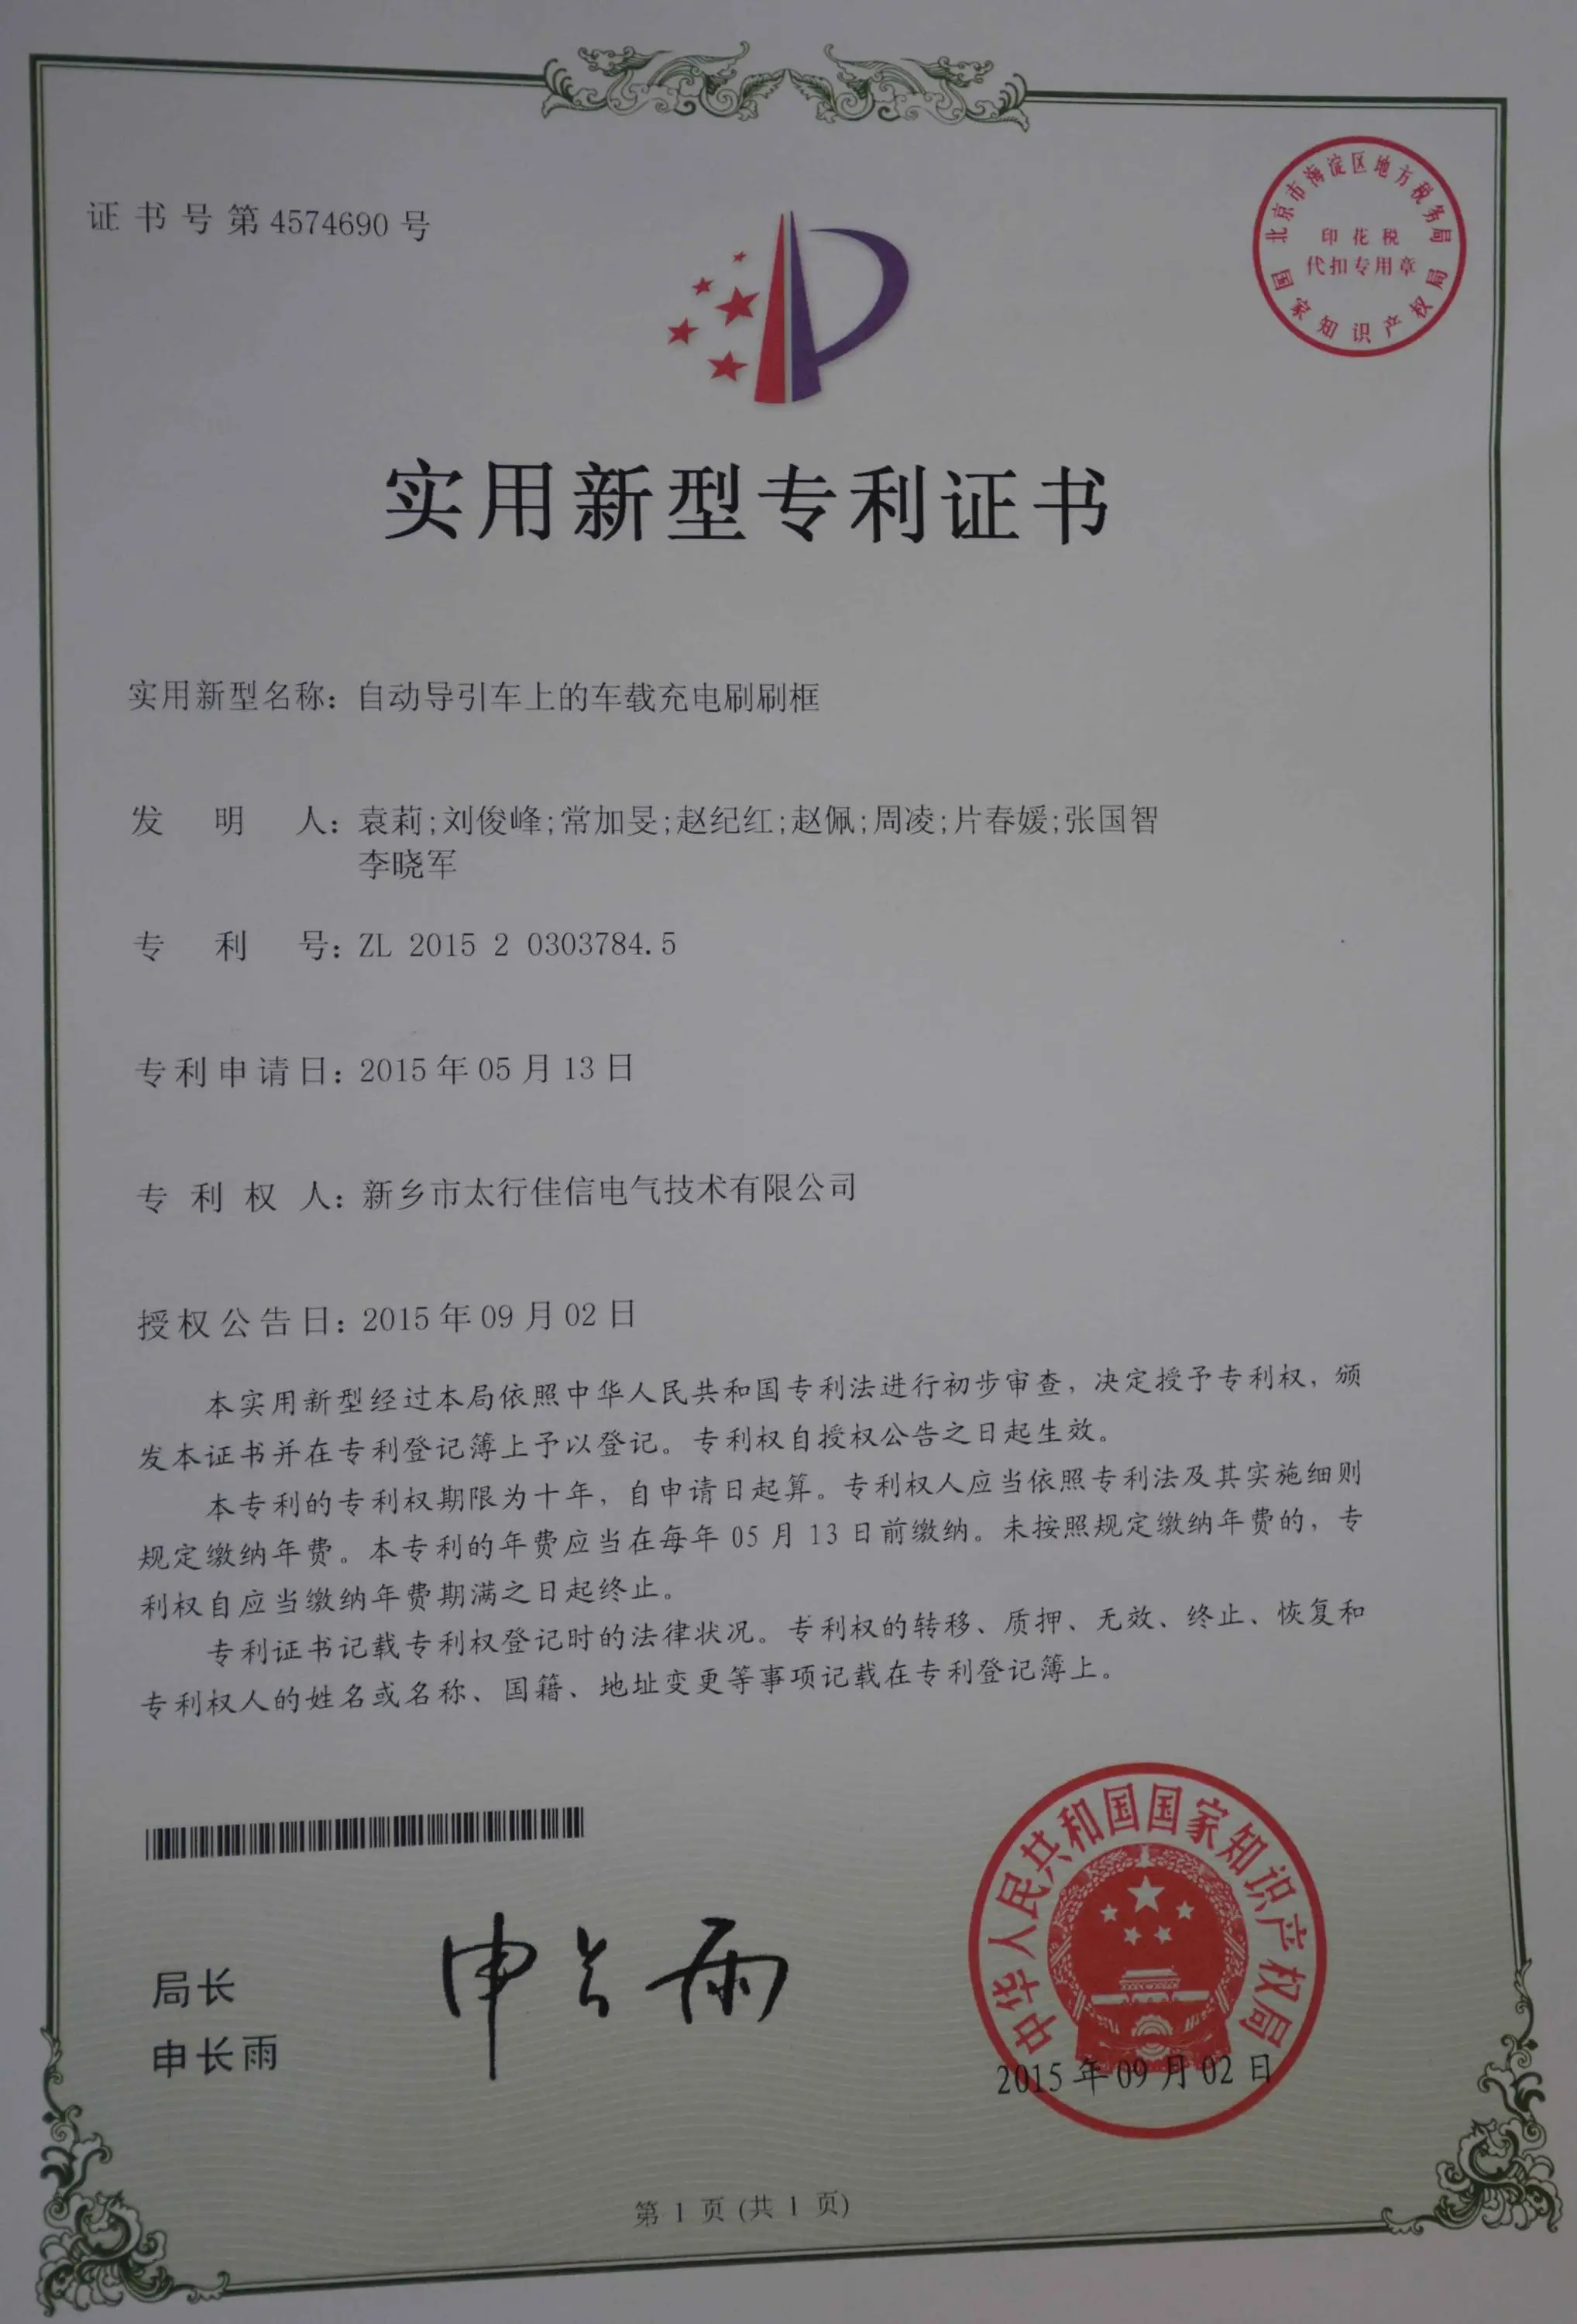 证书号第4574690号
北京市海淀区地方税务局
印花税
代扣专用章
国家知识产权局
实用新型专利证书
实用新型名称：自动导引车上的车载充电刷刷框
发明人：袁莉;刘俊峰;常加旻;赵纪红;赵佩;周凌;片春媛;张国智
李晓军
专利号：ZL 2015 2 0303784.5
专利申请日：2015年05月13日
专利权人：新乡市太行佳信电气技术有限公司
授权公告日：2015年09月02日
本实用新型经过本局依照中华人民共和国专利法进行初步审查，决定授予专利权，颁
发本证书并在专利登记簿上予以登记。专利权自授权公告之日起生效。
本专利的专利权期限为十年，自申请日起算。专利权人应当依照专利法及其实施细则
规定缴纳年费。本专利的年费应当在每年05月13日前缴纳。未按照规定缴纳年费的，专
利权自应当缴纳年费期满之日起终止。
专利证书记载专利权登记时的法律状况。专利权的转移、质押、无效、终止、恢复和
专利权人的姓名或名称、国籍、地址变更等事项记载在专利登记簿上。
局长
申长雨
申长雨
中华人民共和国国家知识产权局
2015年09月02日
第1页(共1页)